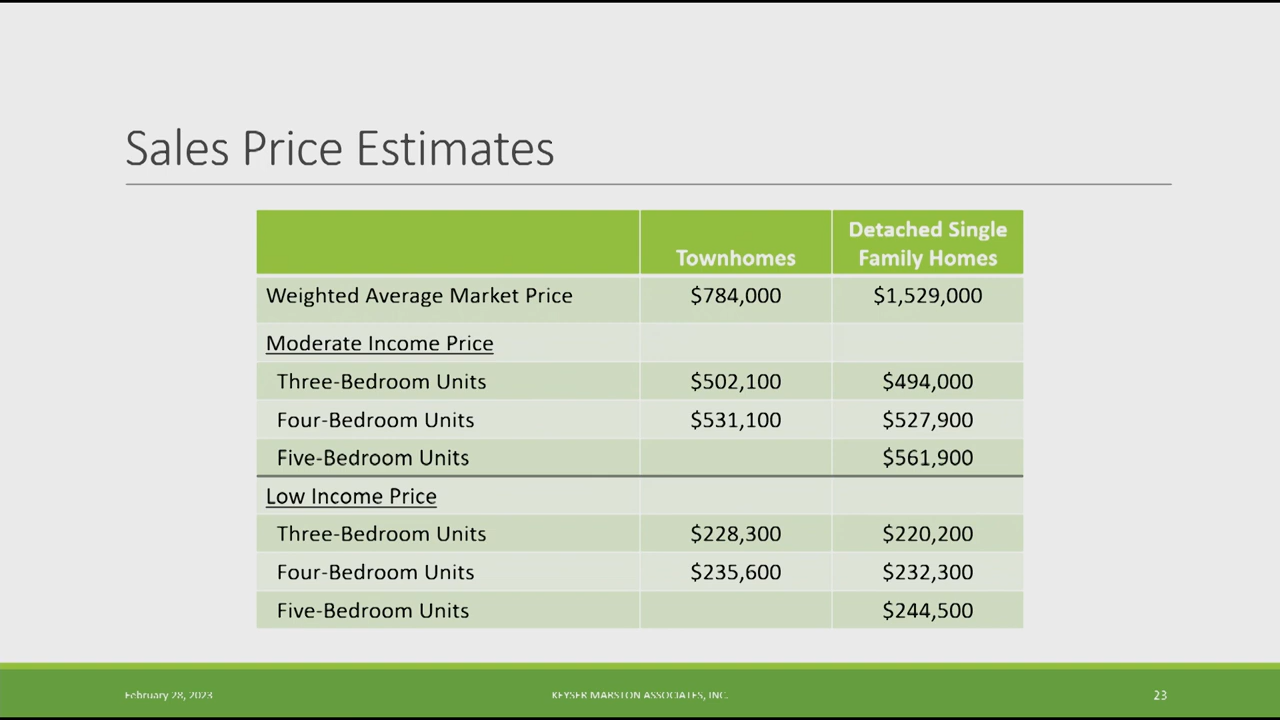 Sales Price Estimates
Townhomes
Detached Single
Family Homes
Weighted Average Market Price $784,000 $1,529,000
Moderate Income Price
Three-Bedroom Units $502,100 $494,000
Four-Bedroom Units $531,100 $527,900
Five-Bedroom Units $561,900
Low Income Price
Three-Bedroom Units $228,300 $220,200
Four-Bedroom Units $235,600 $232,300
Five-Bedroom Units $244,500
February 28, 2023 KEYSER MARSTON ASSOCIATES, INC. 23